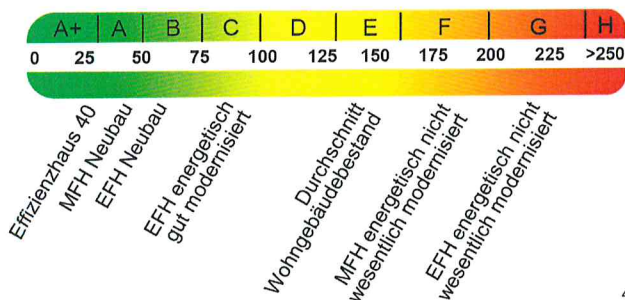 A+ A B C D E F G H
0 25 50 75 100 125 150 175 200 225 >250
Effizienzhaus 40
MFH Neubau
EFH Neubau
EFH energetisch
gut modernisiert
Durchschnitt
Wohngebäudebestand
MFH energetisch nicht
wesentlich modernisiert
EFH energetisch nicht
wesentlich modernisiert